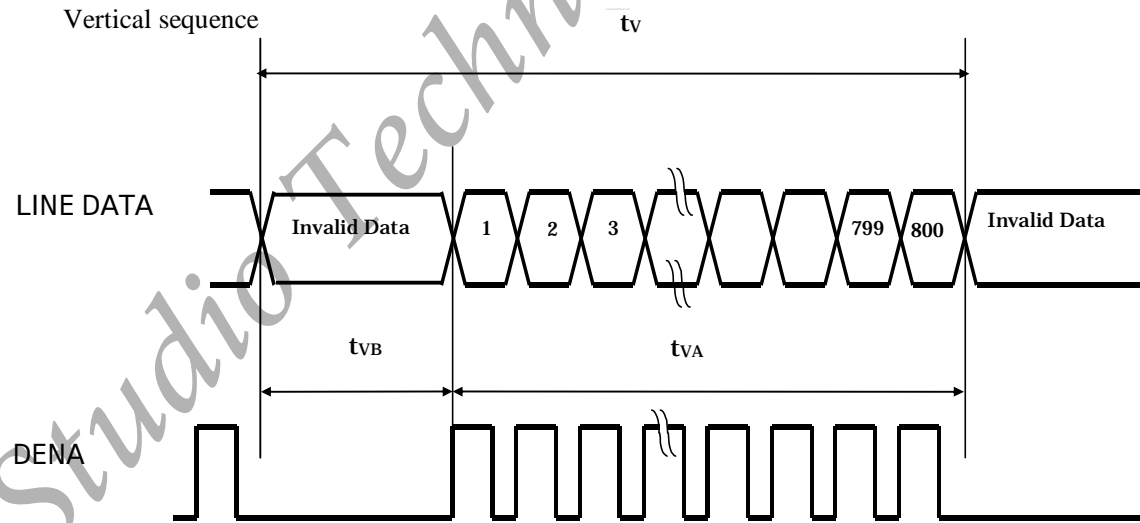 Vertical sequence
tV
LINE DATA
Invalid Data
1
2
3
799
800
Invalid Data
tVB
tVA
DENA
Studio Techn